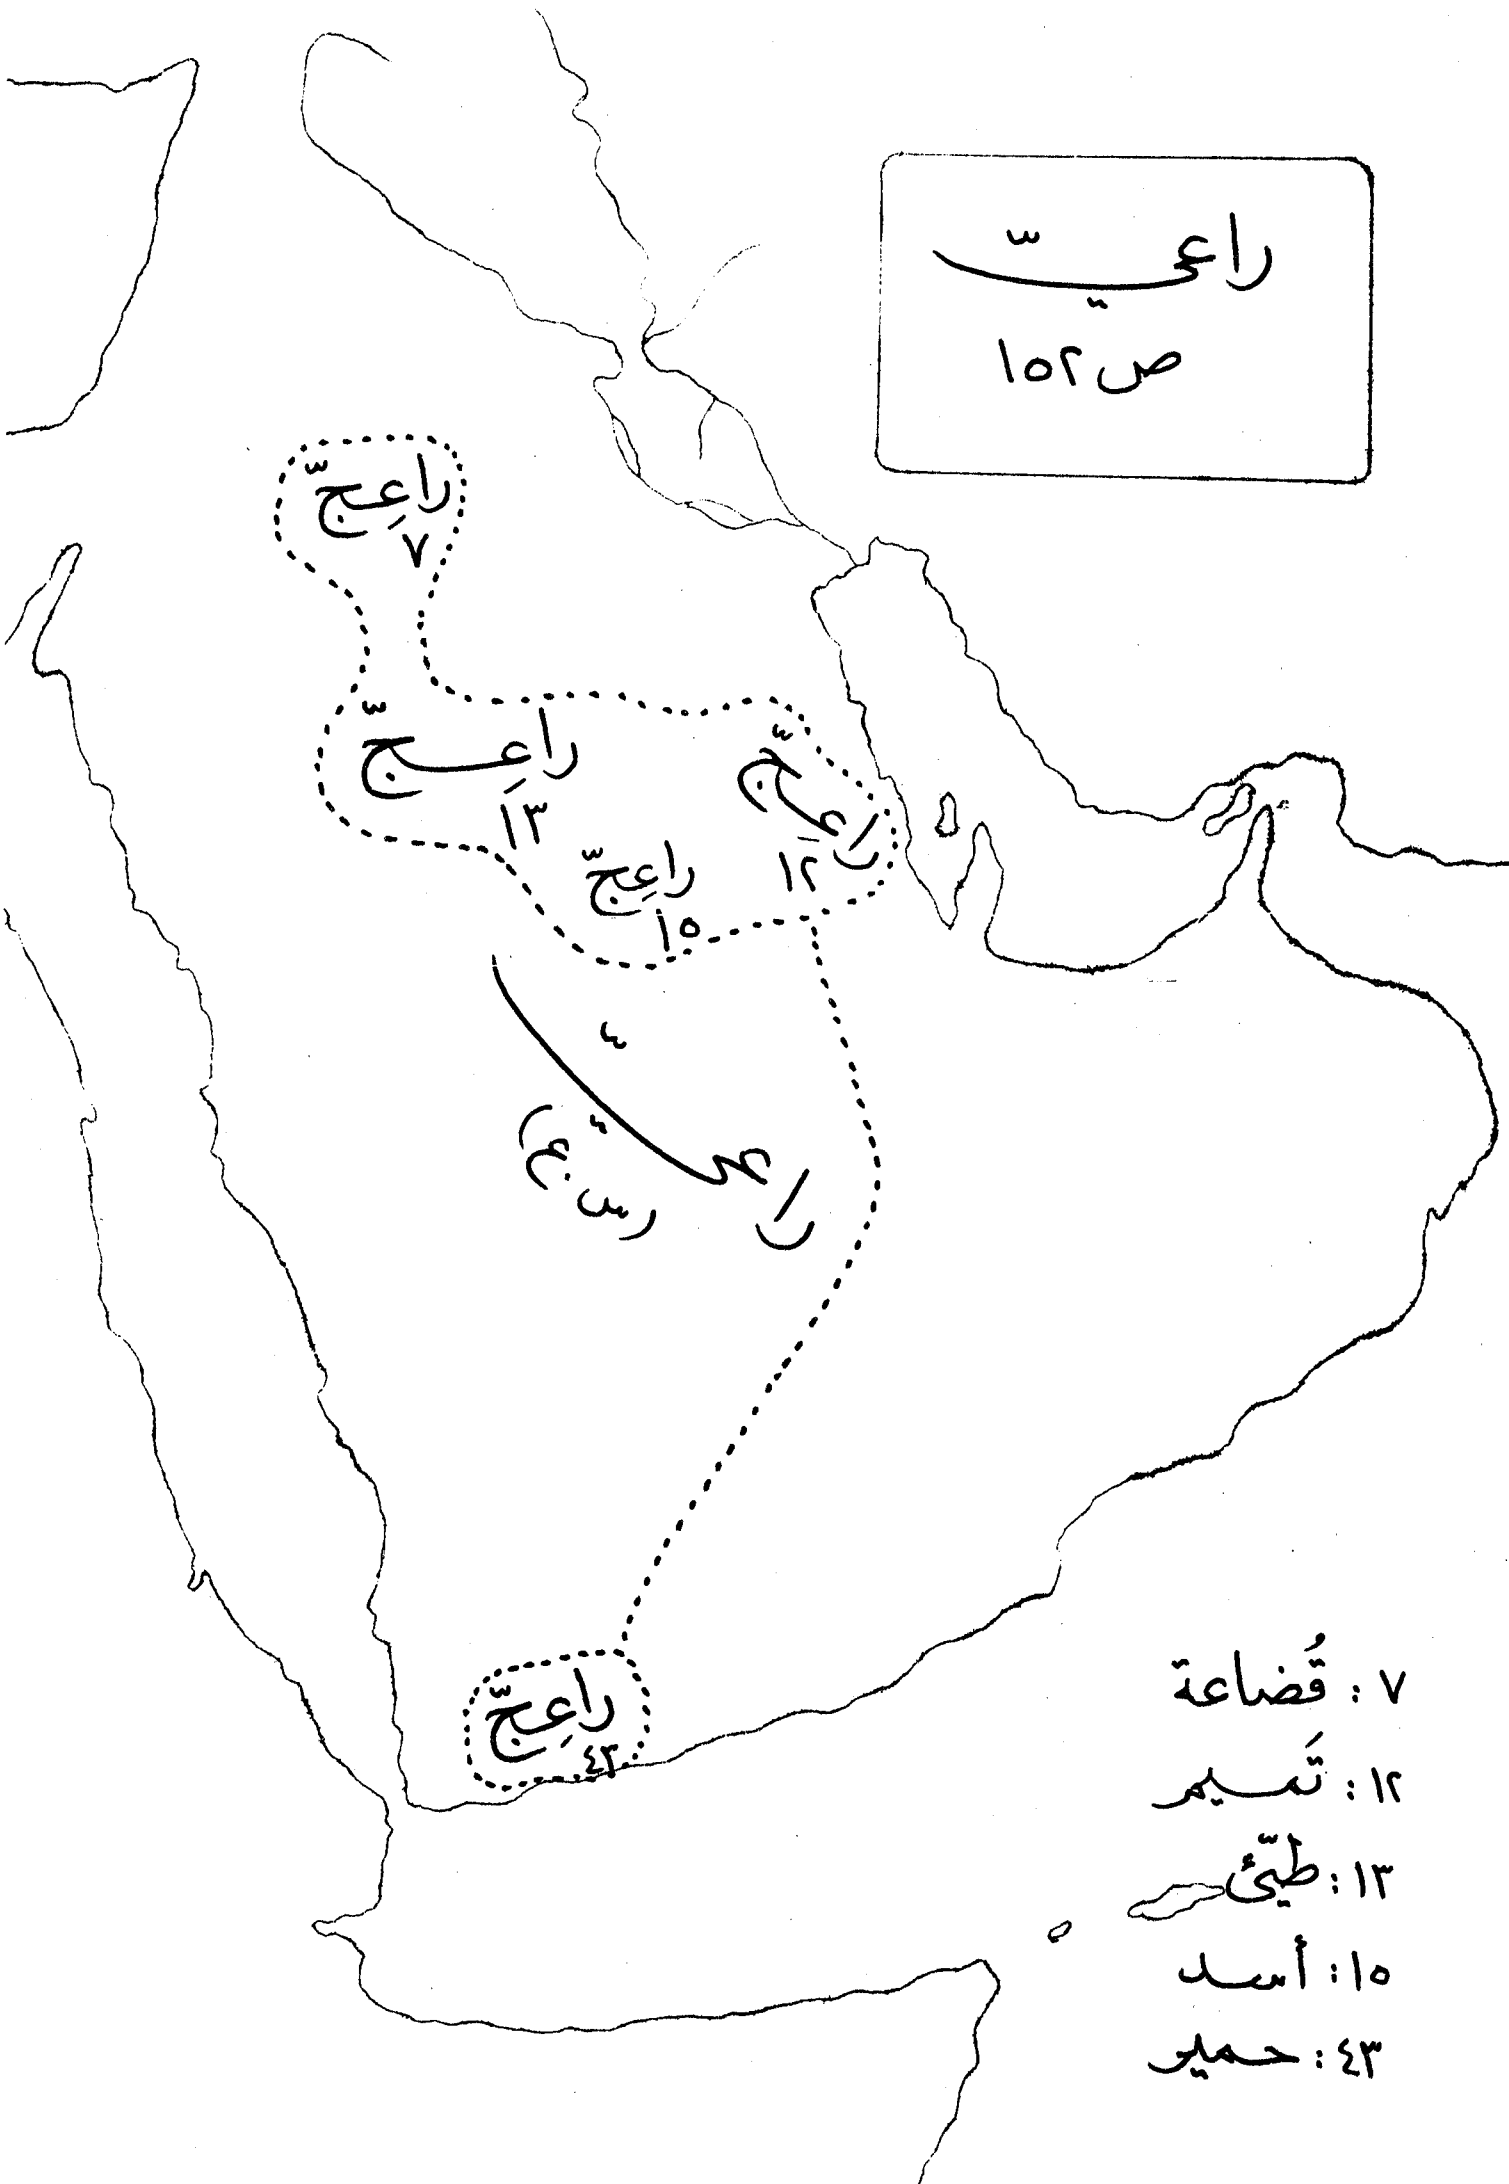 راعيّ
ص ١٥٢
راعِجّ
٧
راعِجّ
١٣
راعِجّ
١٢
راعِجّ
١٥
راعيّ
(س.ع)
راعِجّ
٤٣
٧ : قُضاعة
١٢ : تَميم
١٣ : طيّئ
١٥ : أسد
٤٣ : حمير